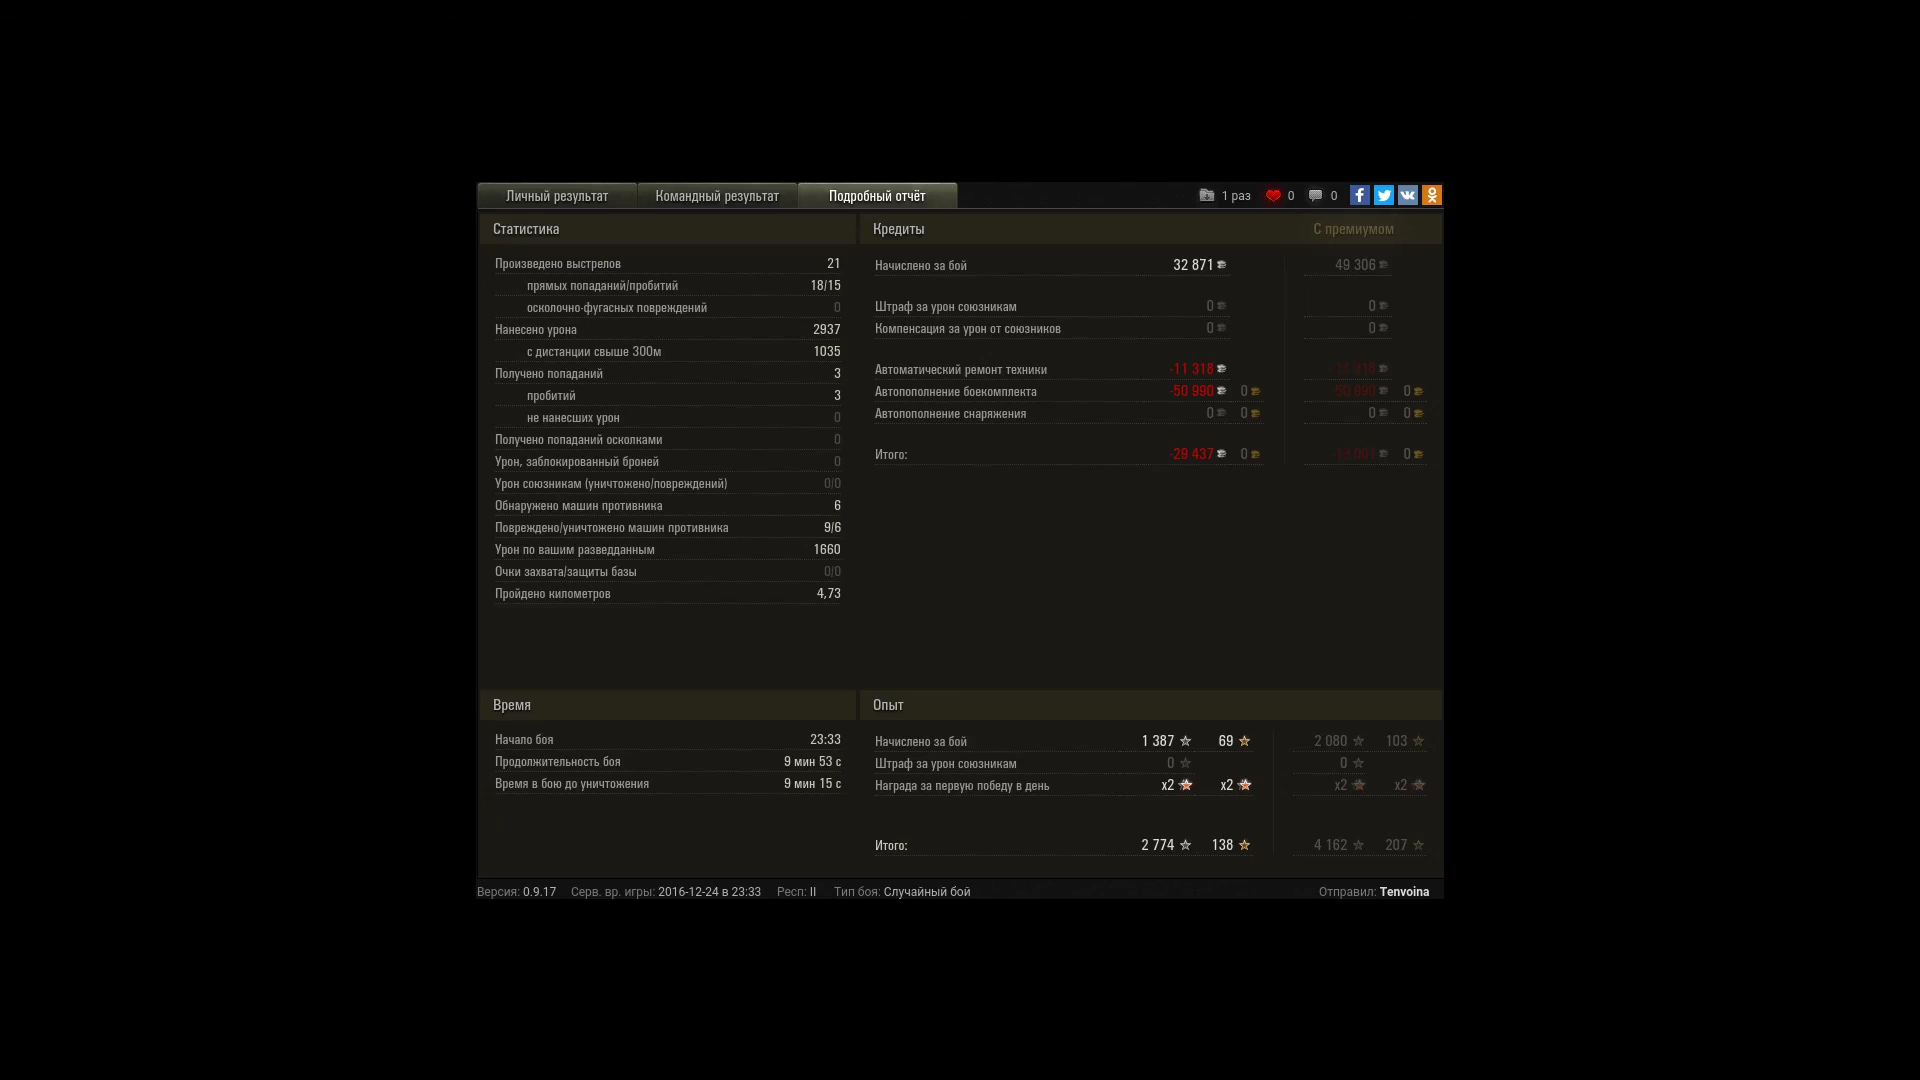 Личный результат Командный результат Подробный отчёт 1 раз 0 0
Статистика
Произведено выстрелов 21
прямых попаданий/пробитий 18/15
осколочно-фугасных повреждений 0
Нанесено урона 2937
с дистанции свыше 300м 1035
Получено попаданий 3
пробитий 3
не нанесших урон 0
Получено попаданий осколками 0
Урон, заблокированный броней 0
Урон союзникам (уничтожено/повреждений) 0/0
Обнаружено машин противника 6
Повреждено/уничтожено машин противника 9/6
Урон по вашим разведданным 1660
Очки захвата/защиты базы 0/0
Пройдено километров 4,73
Кредиты С премиумом
Начислено за бой 32 871 49 306
Штраф за урон союзникам 0 0
Компенсация за урон от союзников 0 0
Автоматический ремонт техники -11 318 -11 318
Автопополнение боекомплекта -50 990 0 -50 990 0
Автопополнение снаряжения 0 0 0 0
Итого: -29 437 0 0
Время
Начало боя 23:33
Продолжительность боя 9 мин 53 с
Время в бою до уничтожения 9 мин 15 с
Опыт
Начислено за бой 1 387 69 2 080 103
Штраф за урон союзникам 0 0
Награда за первую победу в день x2 x2 x2 x2
Итого: 2 774 138 4 162 207
Версия: 0.9.17 Серв. вр. игры: 2016-12-24 в 23:33 Респ: II Тип боя: Случайный бой Отправил: Tenvoina